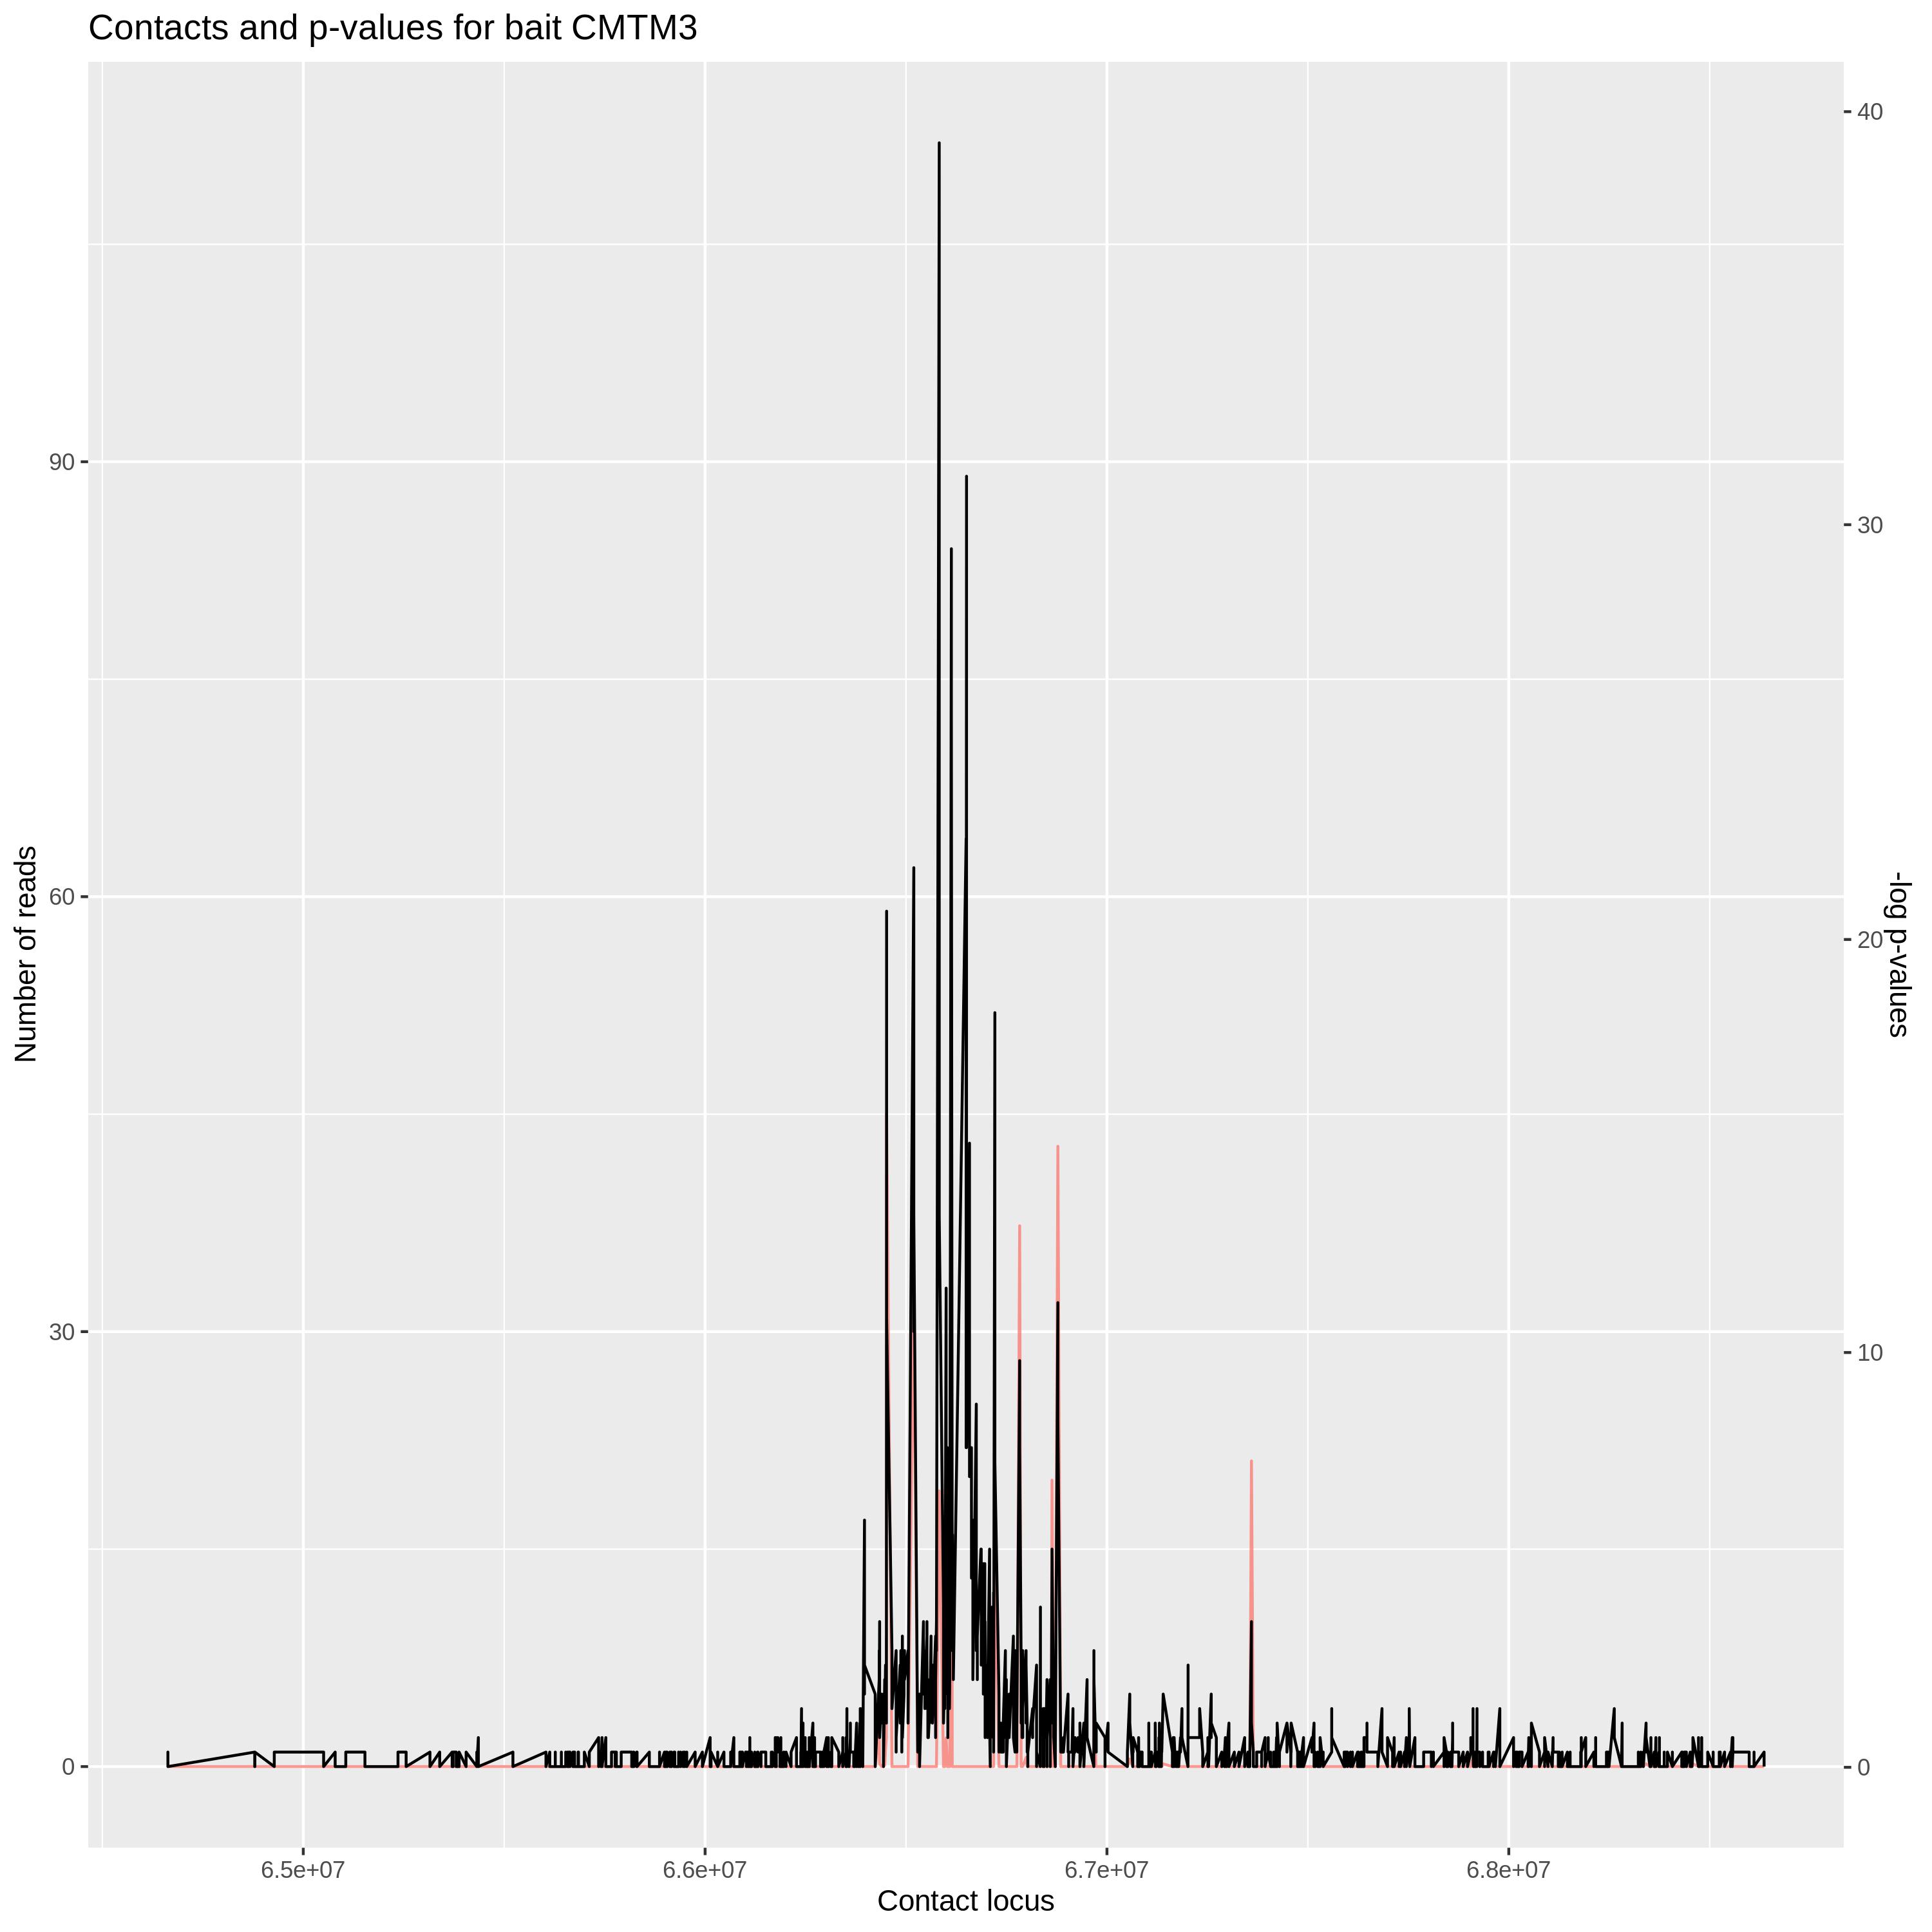 Contacts and p-values for bait CMTM3
Number of reads
90
60
30
0
40
30
20
10
0
-log p-values
6.5e+07
6.6e+07
6.7e+07
6.8e+07
Contact locus